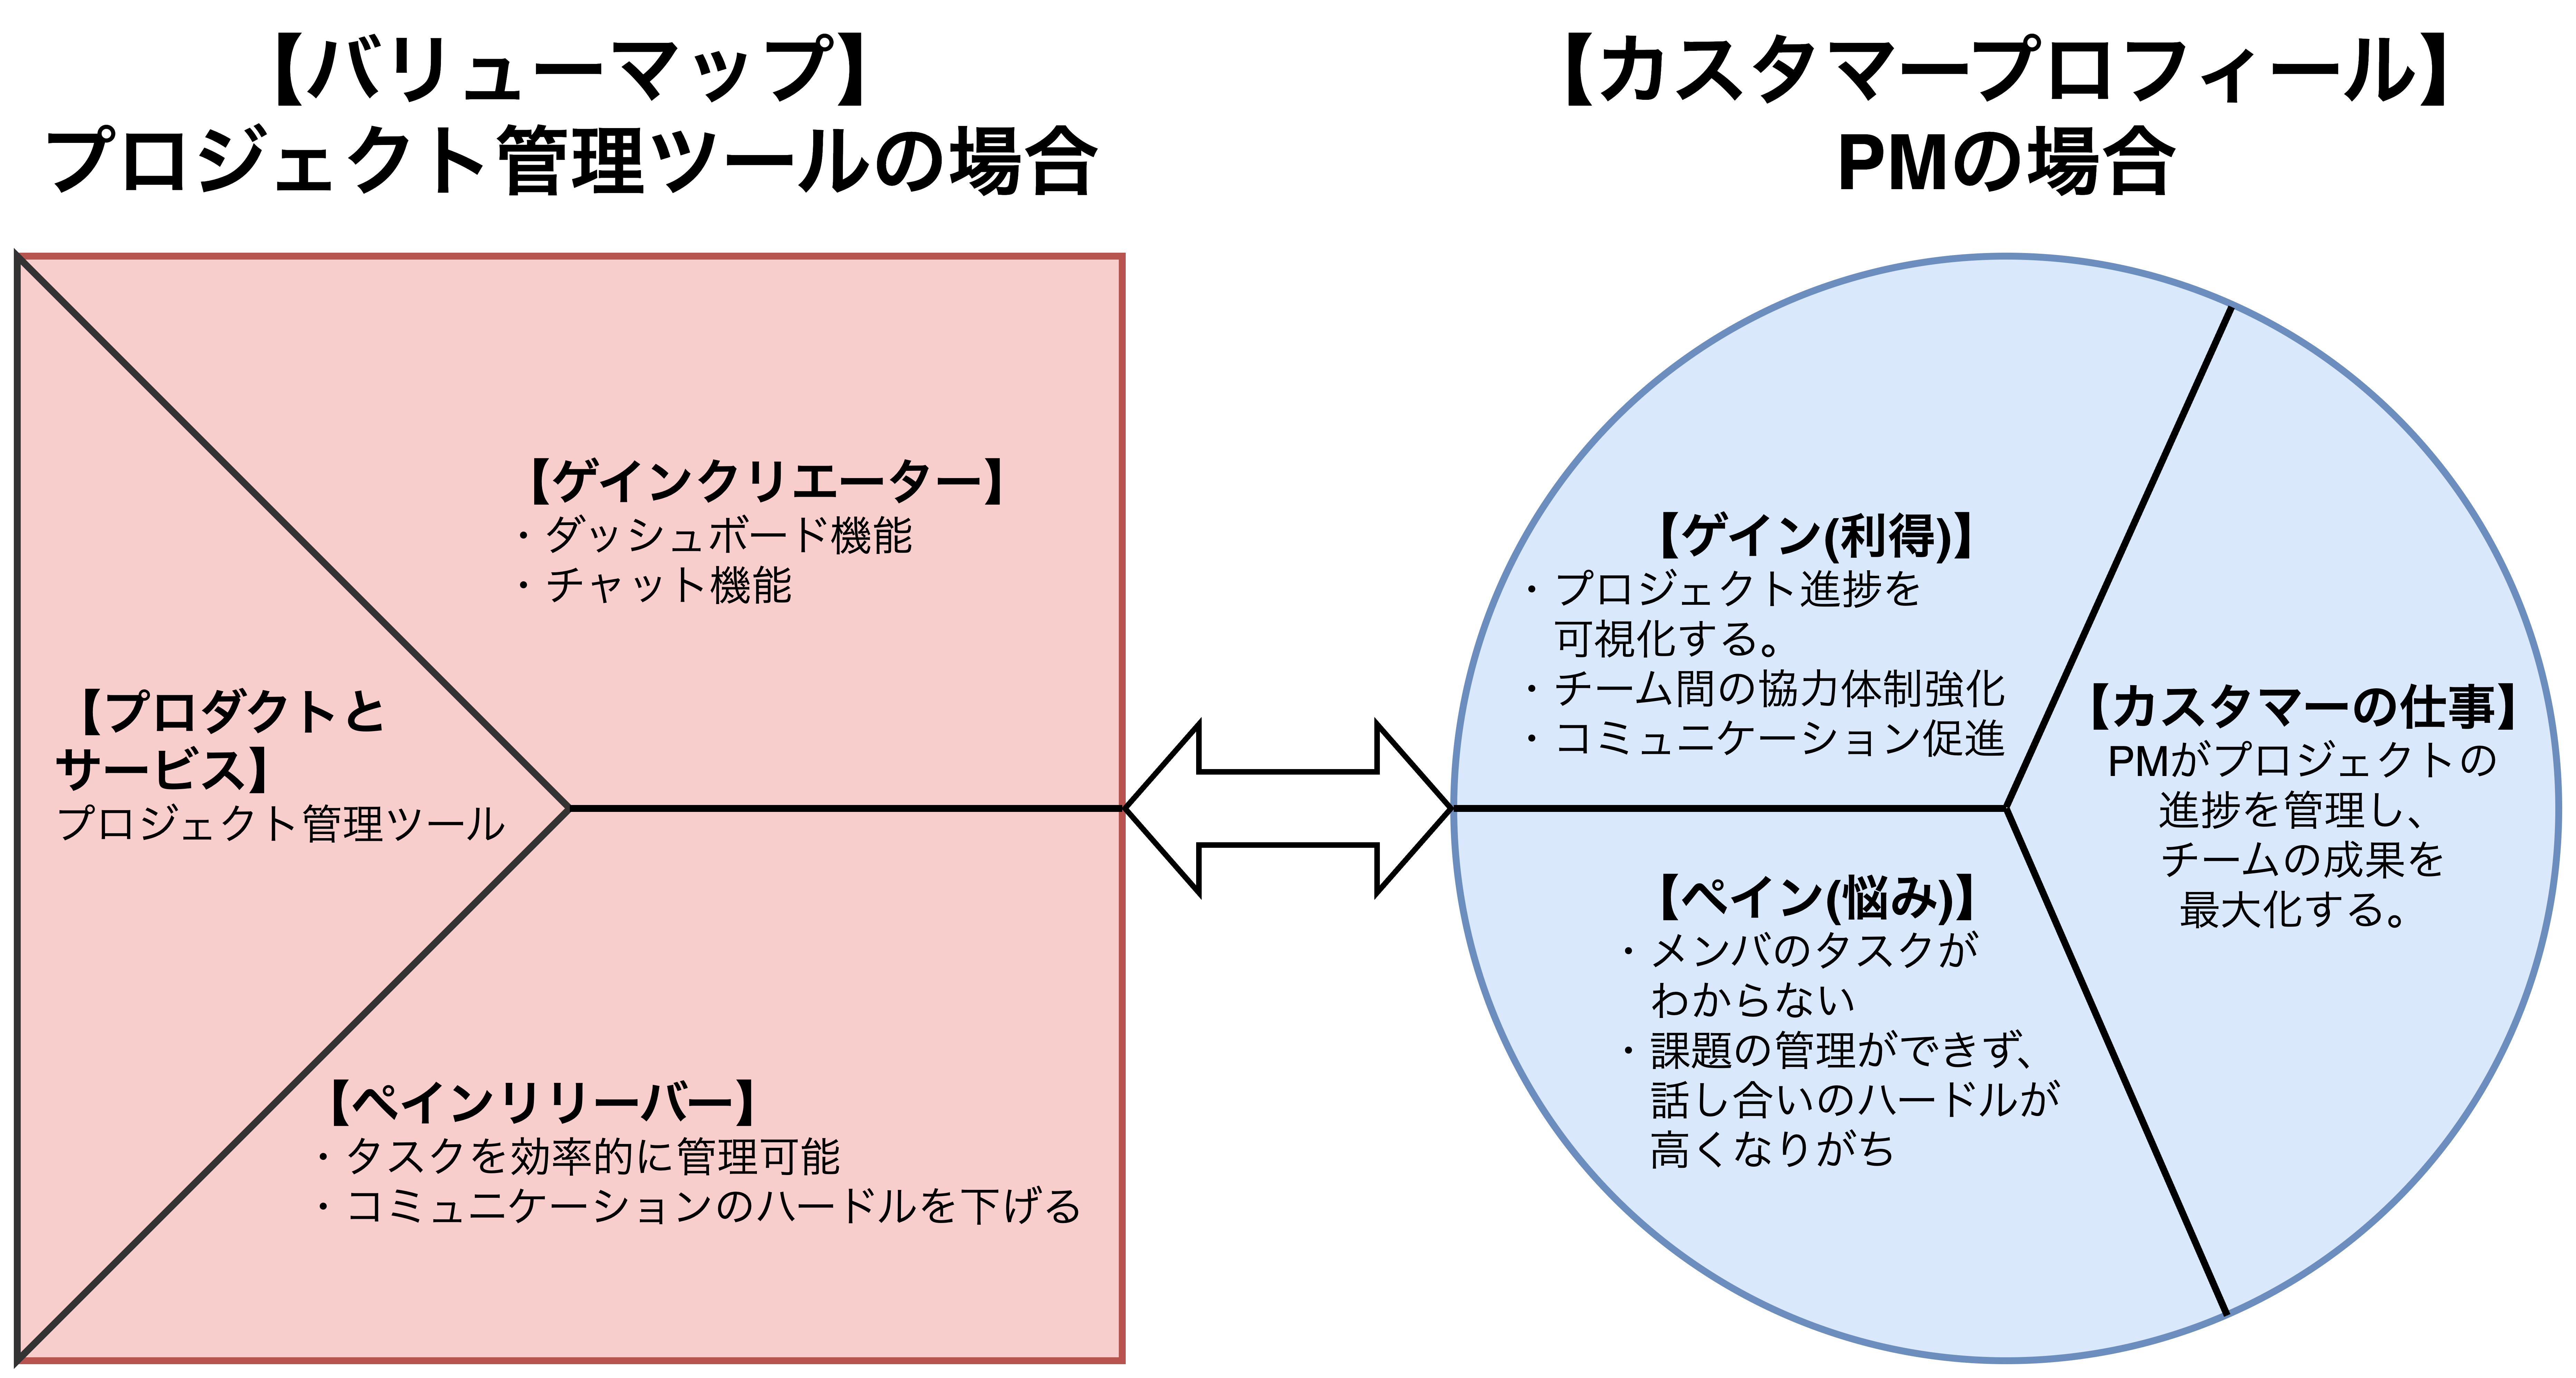 【バリューマップ】
プロジェクト管理ツールの場合
【ゲインクリエーター】
・ダッシュボード機能
・チャット機能
【プロダクトと
サービス】
プロジェクト管理ツール
【ペインリリーバー】
・タスクを効率的に管理可能
・コミュニケーションのハードルを下げる
【カスタマープロフィール】
PMの場合
【ゲイン(利得)】
・プロジェクト進捗を
可視化する。
・チーム間の協力体制強化
・コミュニケーション促進
【カスタマーの仕事】
PMがプロジェクトの
進捗を管理し、
チームの成果を
最大化する。
【ペイン(悩み)】
・メンバのタスクが
わからない
・課題の管理ができず、
話し合いのハードルが
高くなりがち